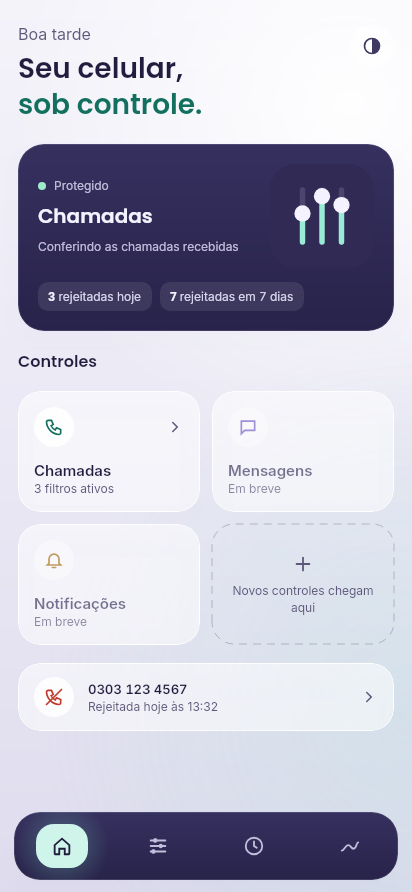 Boa tarde
Seu celular,
sob controle.
Protegido
Chamadas
Conferindo as chamadas recebidas
3 rejeitadas hoje
7 rejeitadas em 7 dias
Controles
Chamadas
3 filtros ativos
Mensagens
Em breve
Notificações
Em breve
Novos controles chegam
aqui
0303 123 4567
Rejeitada hoje às 13:32